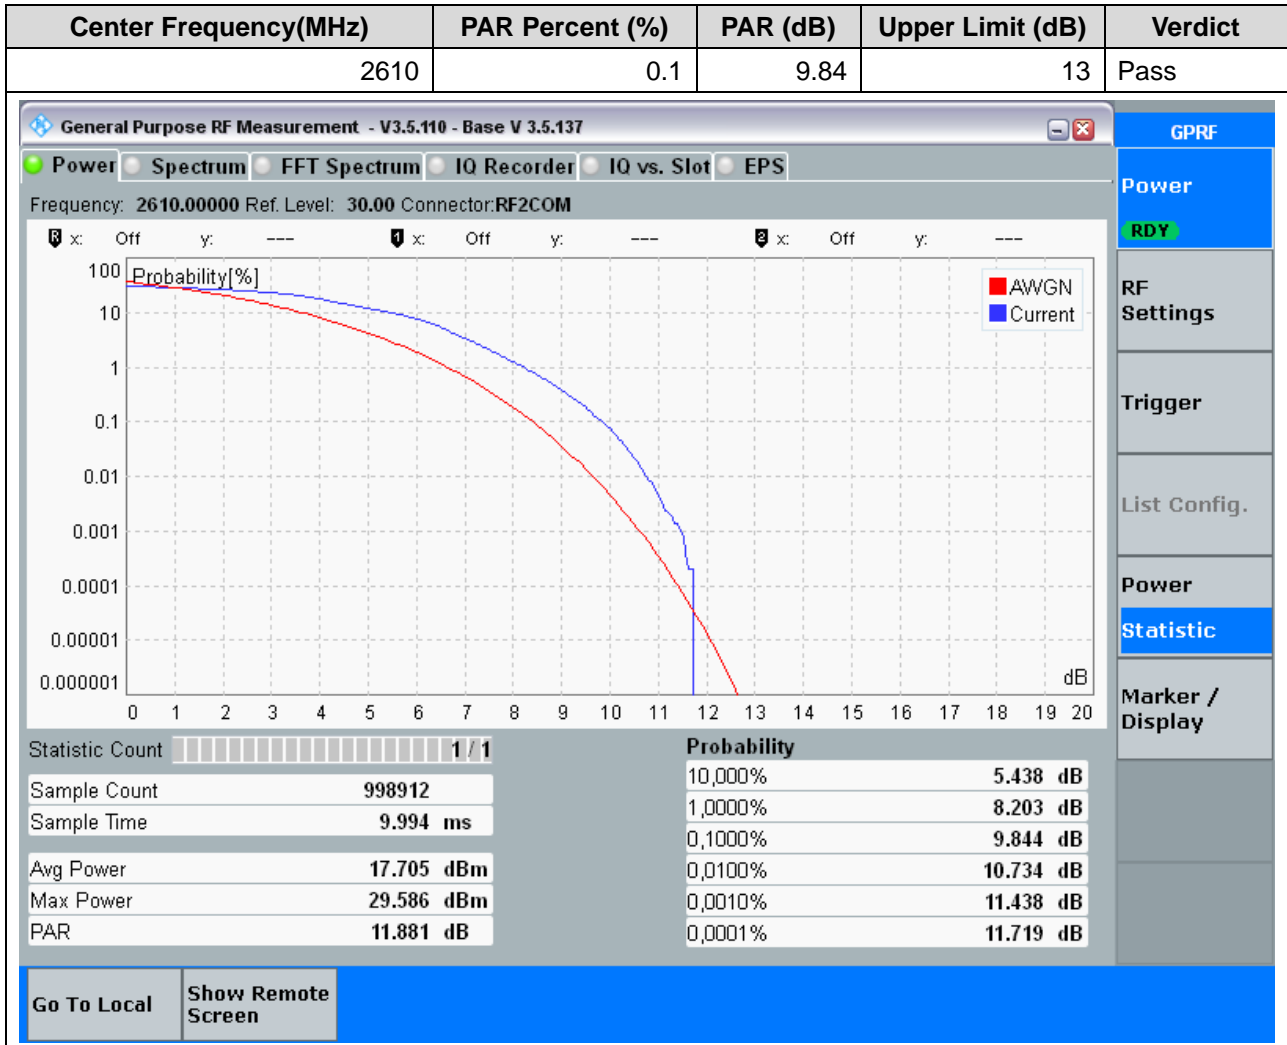 Center Frequency(MHz) PAR Percent (%) PAR (dB) Upper Limit (dB) Verdict
2610 0.1 9.84 13 Pass
General Purpose RF Measurement - V3.5.110 - Base V 3.5.137
GPRF
Power Spectrum FFT Spectrum IQ Recorder IQ vs. Slot EPS
Power
RDY
Frequency: 2610.00000 Ref. Level: 30.00 Connector:RF2COM
R x: Off y: --- 1 x: Off y: --- 2 x: Off y: ---
100 Probability[%]
AWGN
Current
10
1
0.1
0.01
0.001
0.0001
0.00001
0.000001
dB
0 1 2 3 4 5 6 7 8 9 10 11 12 13 14 15 16 17 18 19 20
RF
Settings
Trigger
List Config.
Power
Statistic
Marker /
Display
Statistic Count 1 / 1
Sample Count 998912
Sample Time 9.994 ms
Avg Power 17.705 dBm
Max Power 29.586 dBm
PAR 11.881 dB
Probability
10,000% 5.438 dB
1,0000% 8.203 dB
0,1000% 9.844 dB
0,0100% 10.734 dB
0,0010% 11.438 dB
0,0001% 11.719 dB
Go To Local
Show Remote
Screen